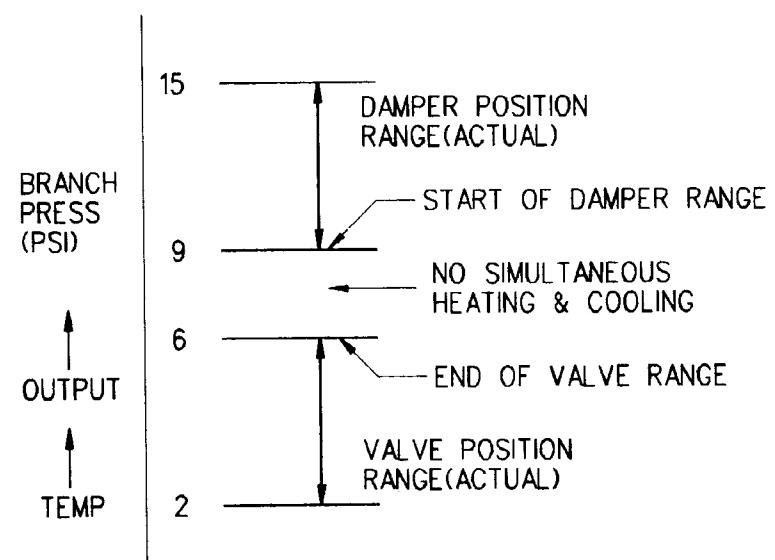 15
DAMPER POSITION
RANGE(ACTUAL)
BRANCH
PRESS
(PSI)
START OF DAMPER RANGE
9
NO SIMULTANEOUS
HEATING & COOLING
6
END OF VALVE RANGE
OUTPUT
VALVE POSITION
RANGE(ACTUAL)
TEMP
2